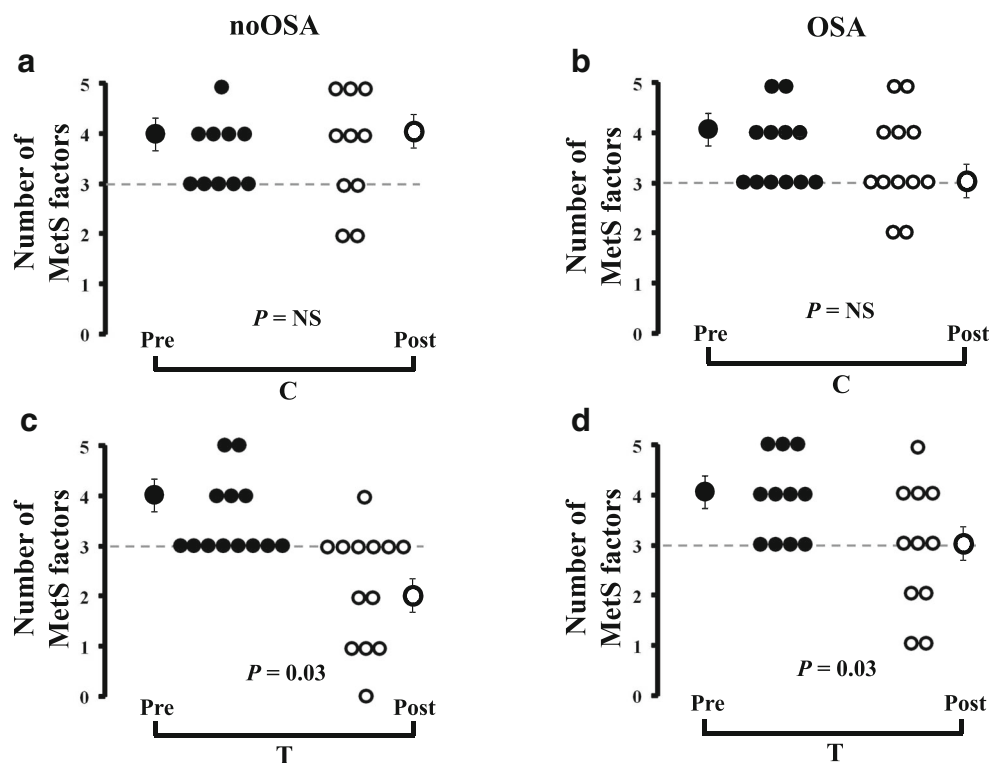 noOSA
OSA
a
Number of
MetS factors
5
4
3
2
1
0
P = NS
Pre
Post
C
b
Number of
MetS factors
5
4
3
2
1
0
P = NS
Pre
Post
C
c
Number of
MetS factors
5
4
3
2
1
0
P = 0.03
Pre
Post
T
d
Number of
MetS factors
5
4
3
2
1
0
P = 0.03
Pre
Post
T